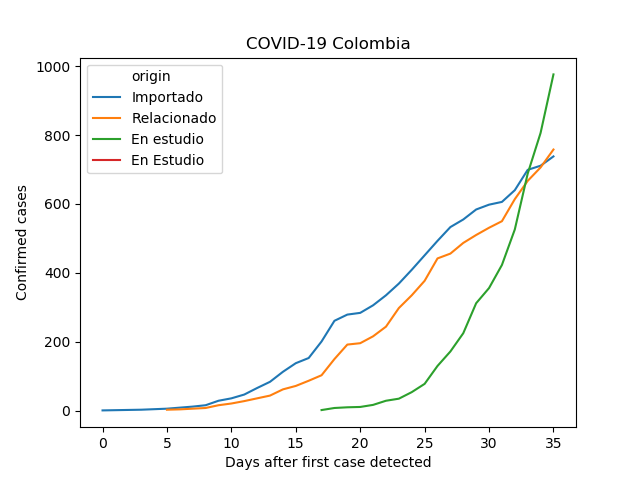 COVID-19 Colombia
origin
Importado
Relacionado
En estudio
En Estudio
1000
800
600
400
200
0
Confirmed cases
0 5 10 15 20 25 30 35
Days after first case detected